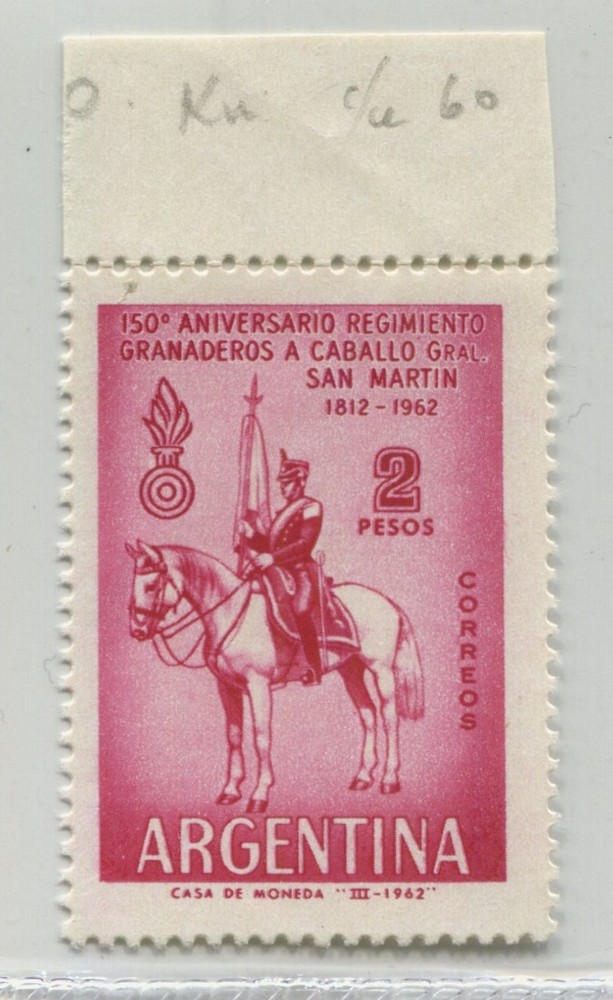 60
150º ANIVERSARIO REGIMIENTO
GRANADEROS A CABALLO GRAL.
SAN MARTIN
1812 - 1962
2
PESOS
CORREOS
ARGENTINA
CASA DE MONEDA "III-1962"